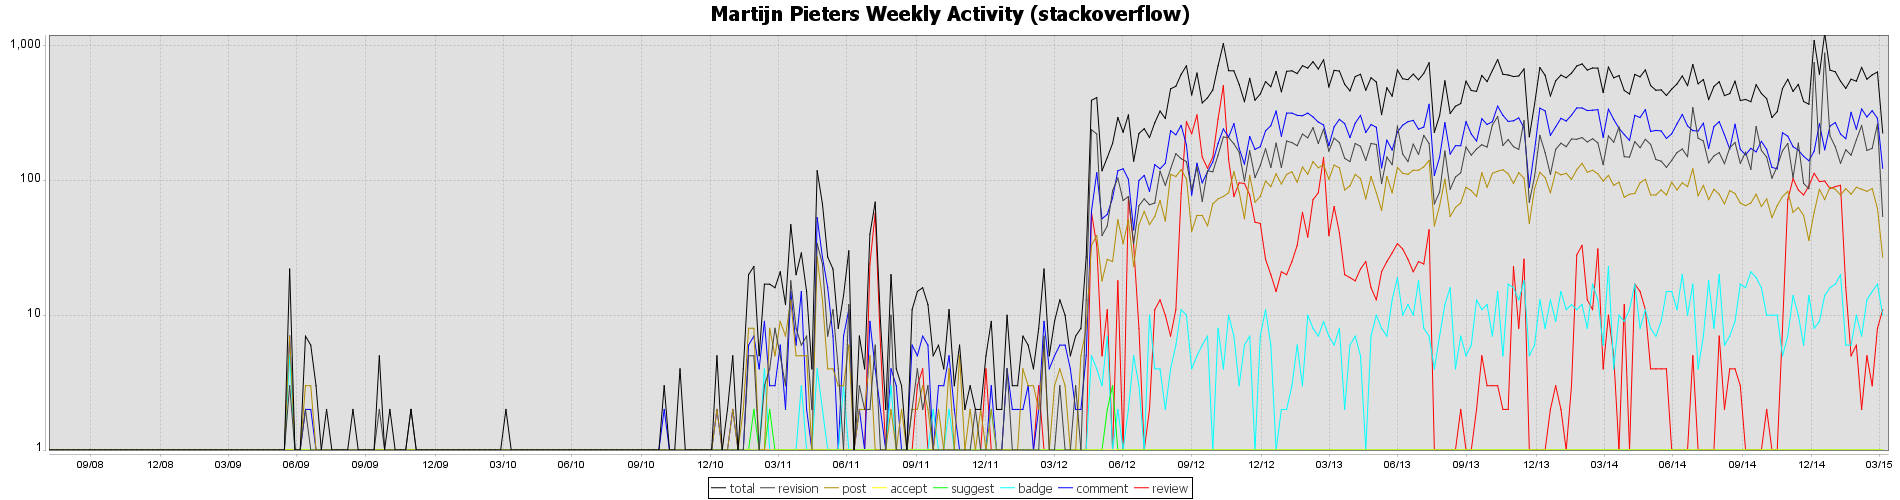 Martijn Pieters Weekly Activity (stackoverflow)
1,000
100
10
1
09/08 12/08 03/09 06/09 09/09 12/09 03/10 06/10 09/10 12/10 03/11 06/11 09/11 12/11 03/12 06/12 09/12 12/12 03/13 06/13 09/13 12/13 03/14 06/14 09/14 12/14 03/15
total revision post accept suggest badge comment review